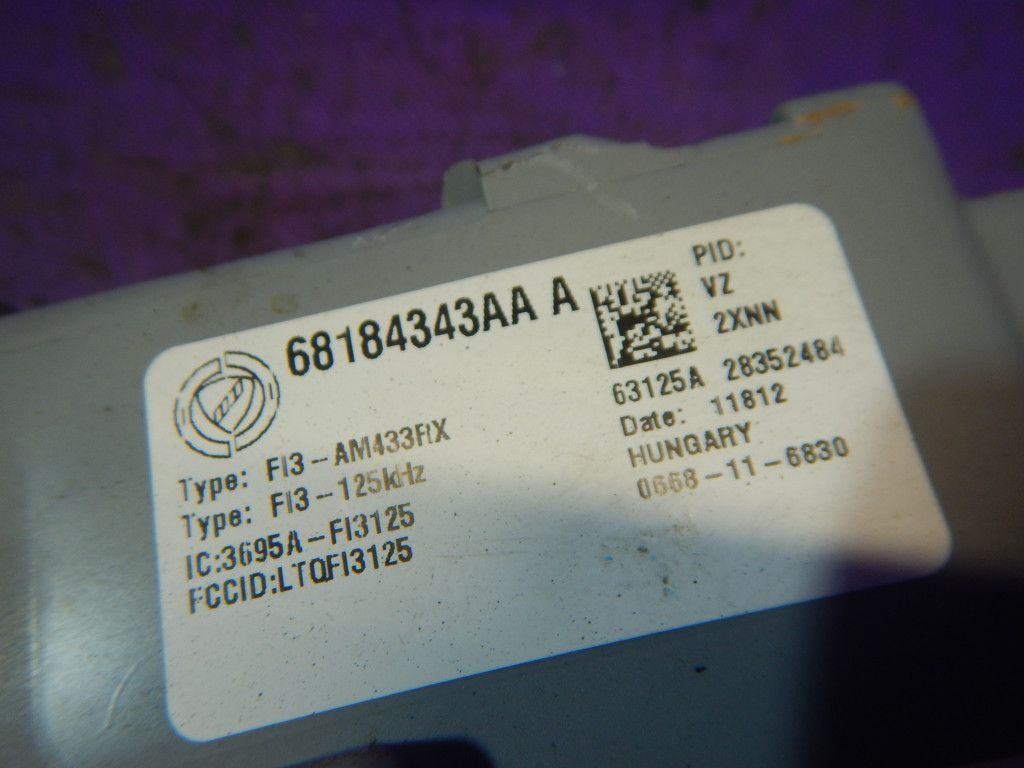 68184343AA A
Type: FI3-AM433RX
Type: FI3-125kHz
IC:3695A-FI3125
FCCID:LTQFI3125
PID:
VZ
2XNN
63125A 28352484
Date: 11812
HUNGARY
0668-11-6830